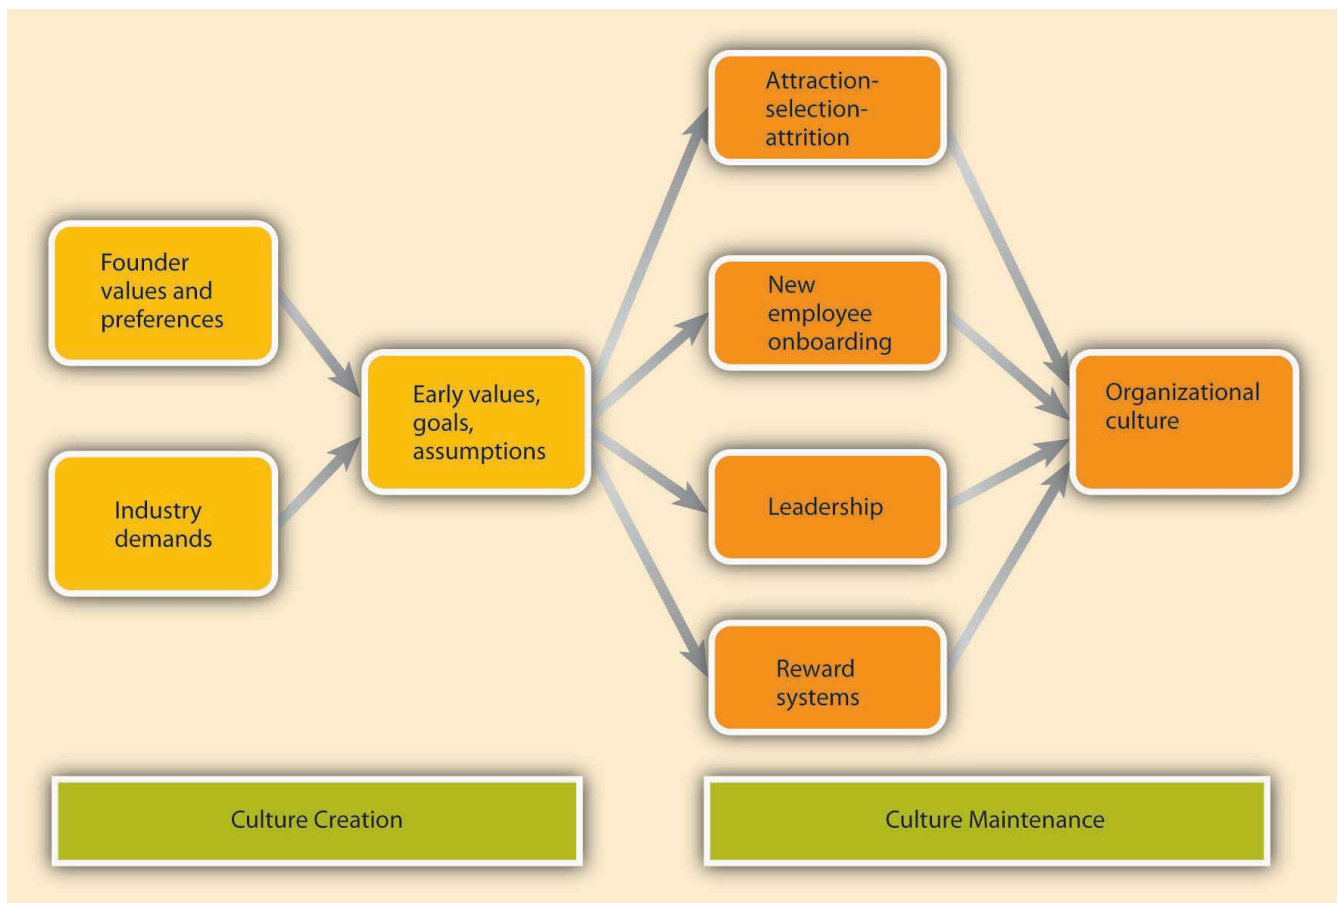 Founder
values and
preferences
Industry
demands
Early values,
goals,
assumptions
Attraction-
selection-
attrition
New
employee
onboarding
Leadership
Reward
systems
Organizational
culture
Culture Creation
Culture Maintenance